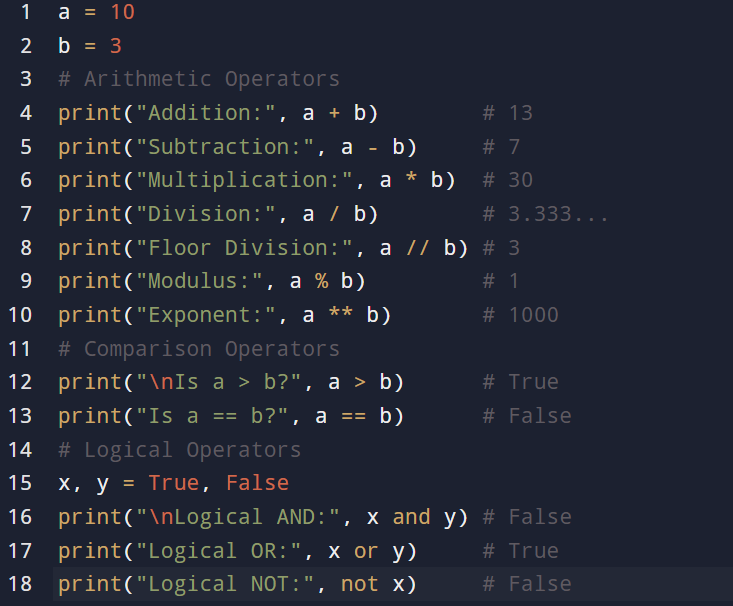 1 a = 10
2 b = 3
3 # Arithmetic Operators
4 print("Addition:", a + b)        # 13
5 print("Subtraction:", a - b)     # 7
6 print("Multiplication:", a * b)  # 30
7 print("Division:", a / b)        # 3.333...
8 print("Floor Division:", a // b) # 3
9 print("Modulus:", a % b)         # 1
10 print("Exponent:", a ** b)       # 1000
11 # Comparison Operators
12 print("\nIs a > b?", a > b)      # True
13 print("Is a == b?", a == b)      # False
14 # Logical Operators
15 x, y = True, False
16 print("\nLogical AND:", x and y) # False
17 print("Logical OR:", x or y)     # True
18 print("Logical NOT:", not x)     # False